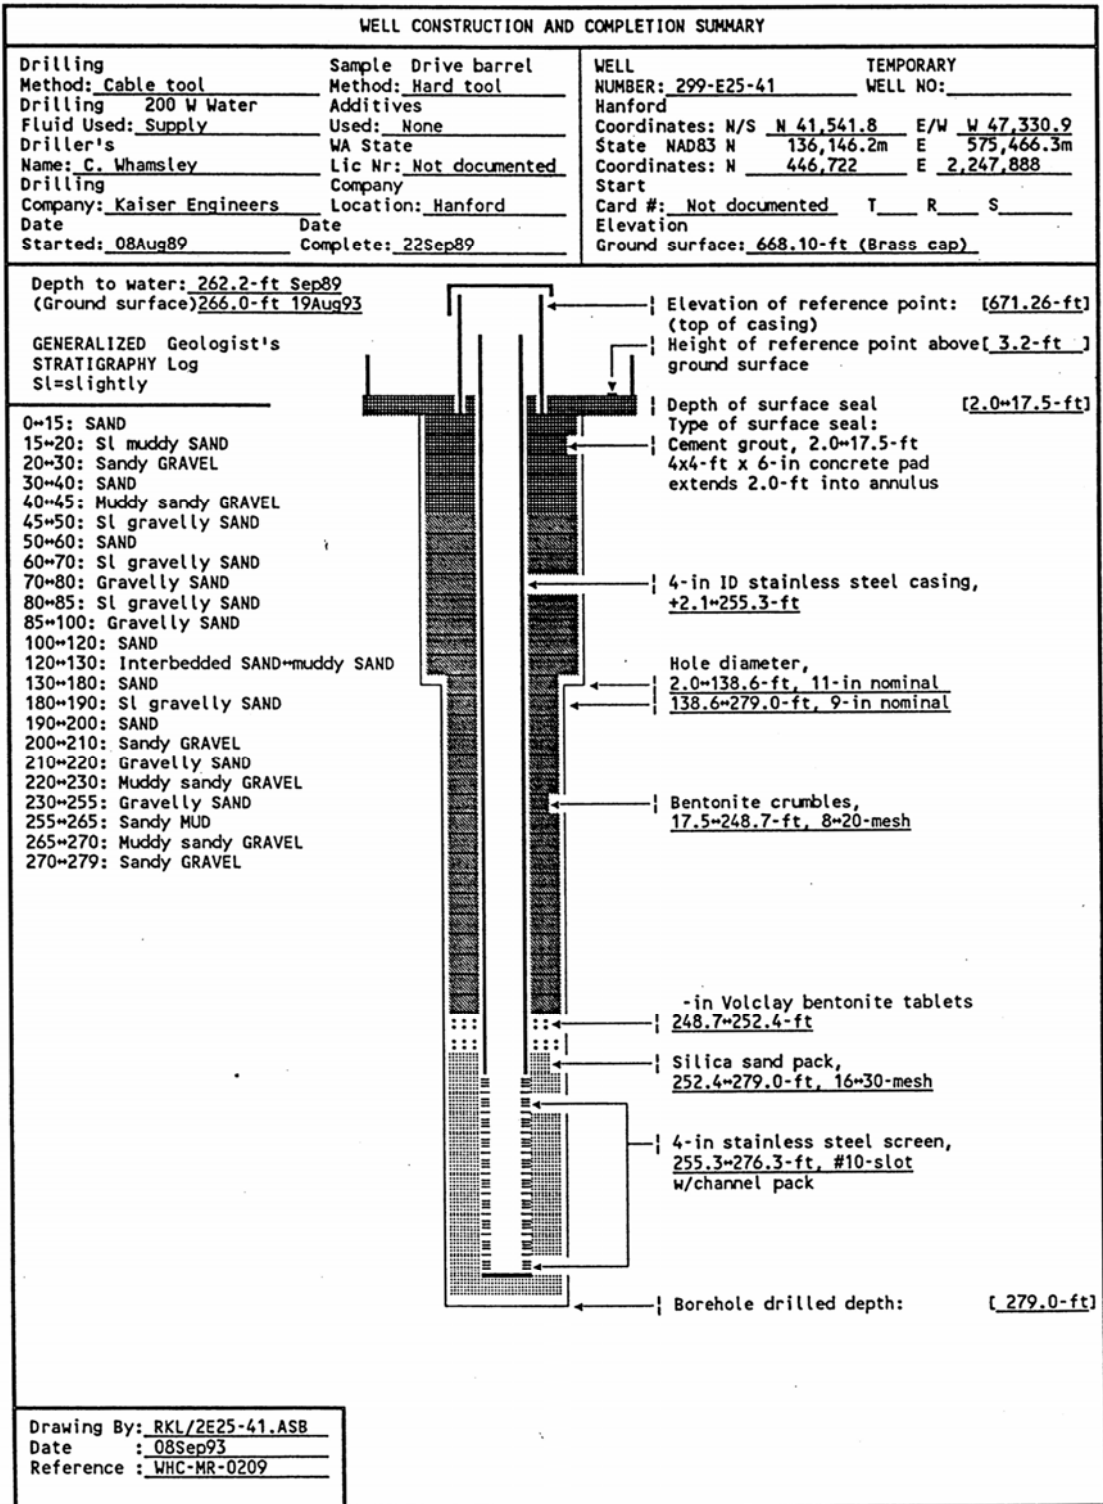 WELL CONSTRUCTION AND COMPLETION SUMMARY
Drilling Sample Drive barrel
Method: Cable tool Method: Hard tool
Drilling 200 W Water Additives
Fluid Used: Supply Used: None
Driller's WA State
Name: C. Whamsley Lic Nr: Not documented
Drilling Company
Company: Kaiser Engineers Location: Hanford
Date Date
Started: 08Aug89 Complete: 22Sep89
WELL TEMPORARY
NUMBER: 299-E25-41 WELL NO:
Hanford
Coordinates: N/S N 41,541.8 E/W W 47,330.9
State NAD83 N 136,146.2m E 575,466.3m
Coordinates: N 446,722 E 2,247,888
Start
Card #: Not documented T R S
Elevation
Ground surface: 668.10-ft (Brass cap)
Depth to water: 262.2-ft Sep89
(Ground surface)266.0-ft 19Aug93
GENERALIZED Geologist's
STRATIGRAPHY Log
Sl=slightly
0↔15: SAND
15↔20: Sl muddy SAND
20↔30: Sandy GRAVEL
30↔40: SAND
40↔45: Muddy sandy GRAVEL
45↔50: Sl gravelly SAND
50↔60: SAND
60↔70: Sl gravelly SAND
70↔80: Gravelly SAND
80↔85: Sl gravelly SAND
85↔100: Gravelly SAND
100↔120: SAND
120↔130: Interbedded SAND↔muddy SAND
130↔180: SAND
180↔190: Sl gravelly SAND
190↔200: SAND
200↔210: Sandy GRAVEL
210↔220: Gravelly SAND
220↔230: Muddy sandy GRAVEL
230↔255: Gravelly SAND
255↔265: Sandy MUD
265↔270: Muddy sandy GRAVEL
270↔279: Sandy GRAVEL
Elevation of reference point: [671.26-ft]
(top of casing)
Height of reference point above[ 3.2-ft ]
ground surface
Depth of surface seal [2.0↔17.5-ft]
Type of surface seal:
Cement grout, 2.0↔17.5-ft
4x4-ft x 6-in concrete pad
extends 2.0-ft into annulus
4-in ID stainless steel casing,
+2.1↔255.3-ft
Hole diameter,
2.0↔138.6-ft, 11-in nominal
138.6↔279.0-ft, 9-in nominal
Bentonite crumbles,
17.5↔248.7-ft, 8↔20-mesh
-in Volclay bentonite tablets
248.7↔252.4-ft
Silica sand pack,
252.4↔279.0-ft, 16↔30-mesh
4-in stainless steel screen,
255.3↔276.3-ft, #10-slot
w/channel pack
Borehole drilled depth: [ 279.0-ft]
Drawing By: RKL/2E25-41.ASB
Date : 08Sep93
Reference : WHC-MR-0209